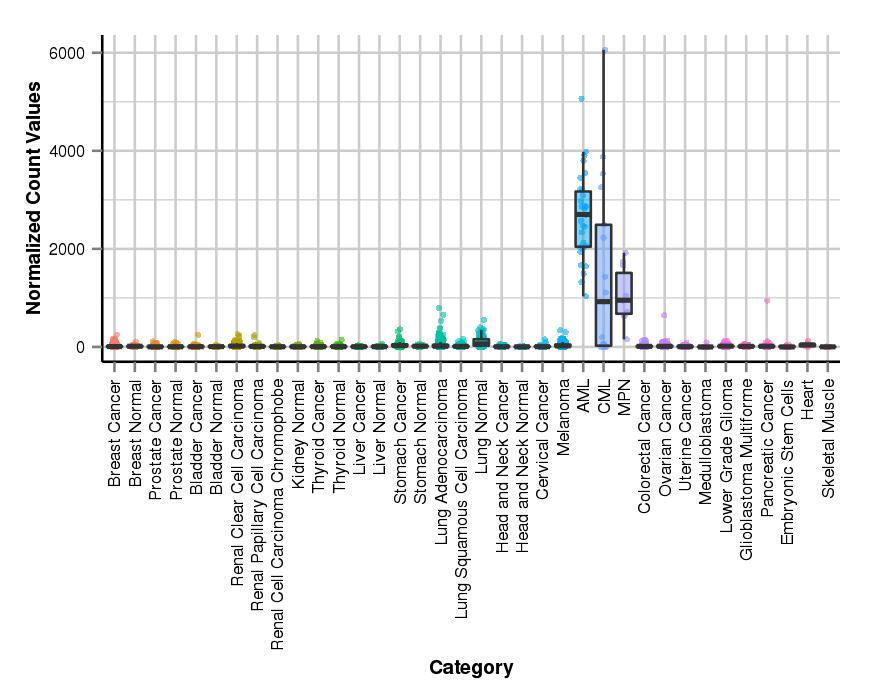 Normalized Count Values
6000
4000
2000
0
Breast Cancer
Breast Normal
Prostate Cancer
Prostate Normal
Bladder Cancer
Bladder Normal
Renal Clear Cell Carcinoma
Renal Papillary Cell Carcinoma
Renal Cell Carcinoma Chromophobe
Kidney Normal
Thyroid Cancer
Thyroid Normal
Liver Cancer
Liver Normal
Stomach Cancer
Stomach Normal
Lung Adenocarcinoma
Lung Squamous Cell Carcinoma
Lung Normal
Head and Neck Cancer
Head and Neck Normal
Cervical Cancer
Melanoma
AML
CML
MPN
Colorectal Cancer
Ovarian Cancer
Uterine Cancer
Medulloblastoma
Lower Grade Glioma
Glioblastoma Multiforme
Pancreatic Cancer
Embryonic Stem Cells
Heart
Skeletal Muscle
Category